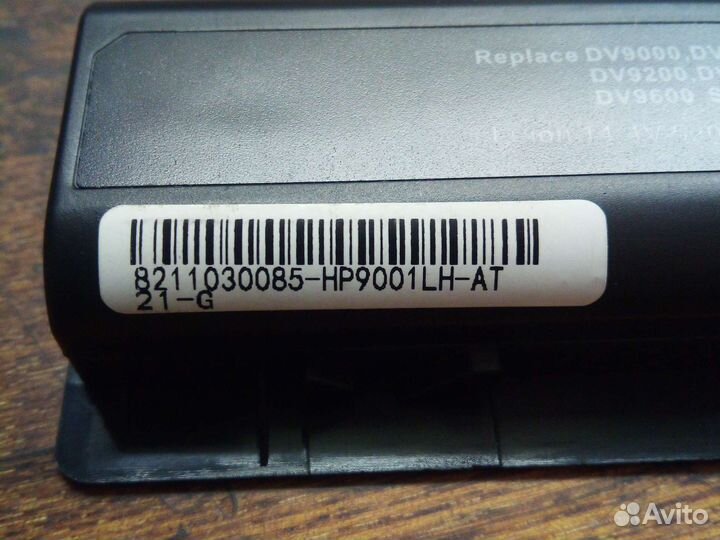 Replace DV9000,DV
DV9200,D
DV9600 S
8211030085-HP9001LH-AT
21-G
Avito